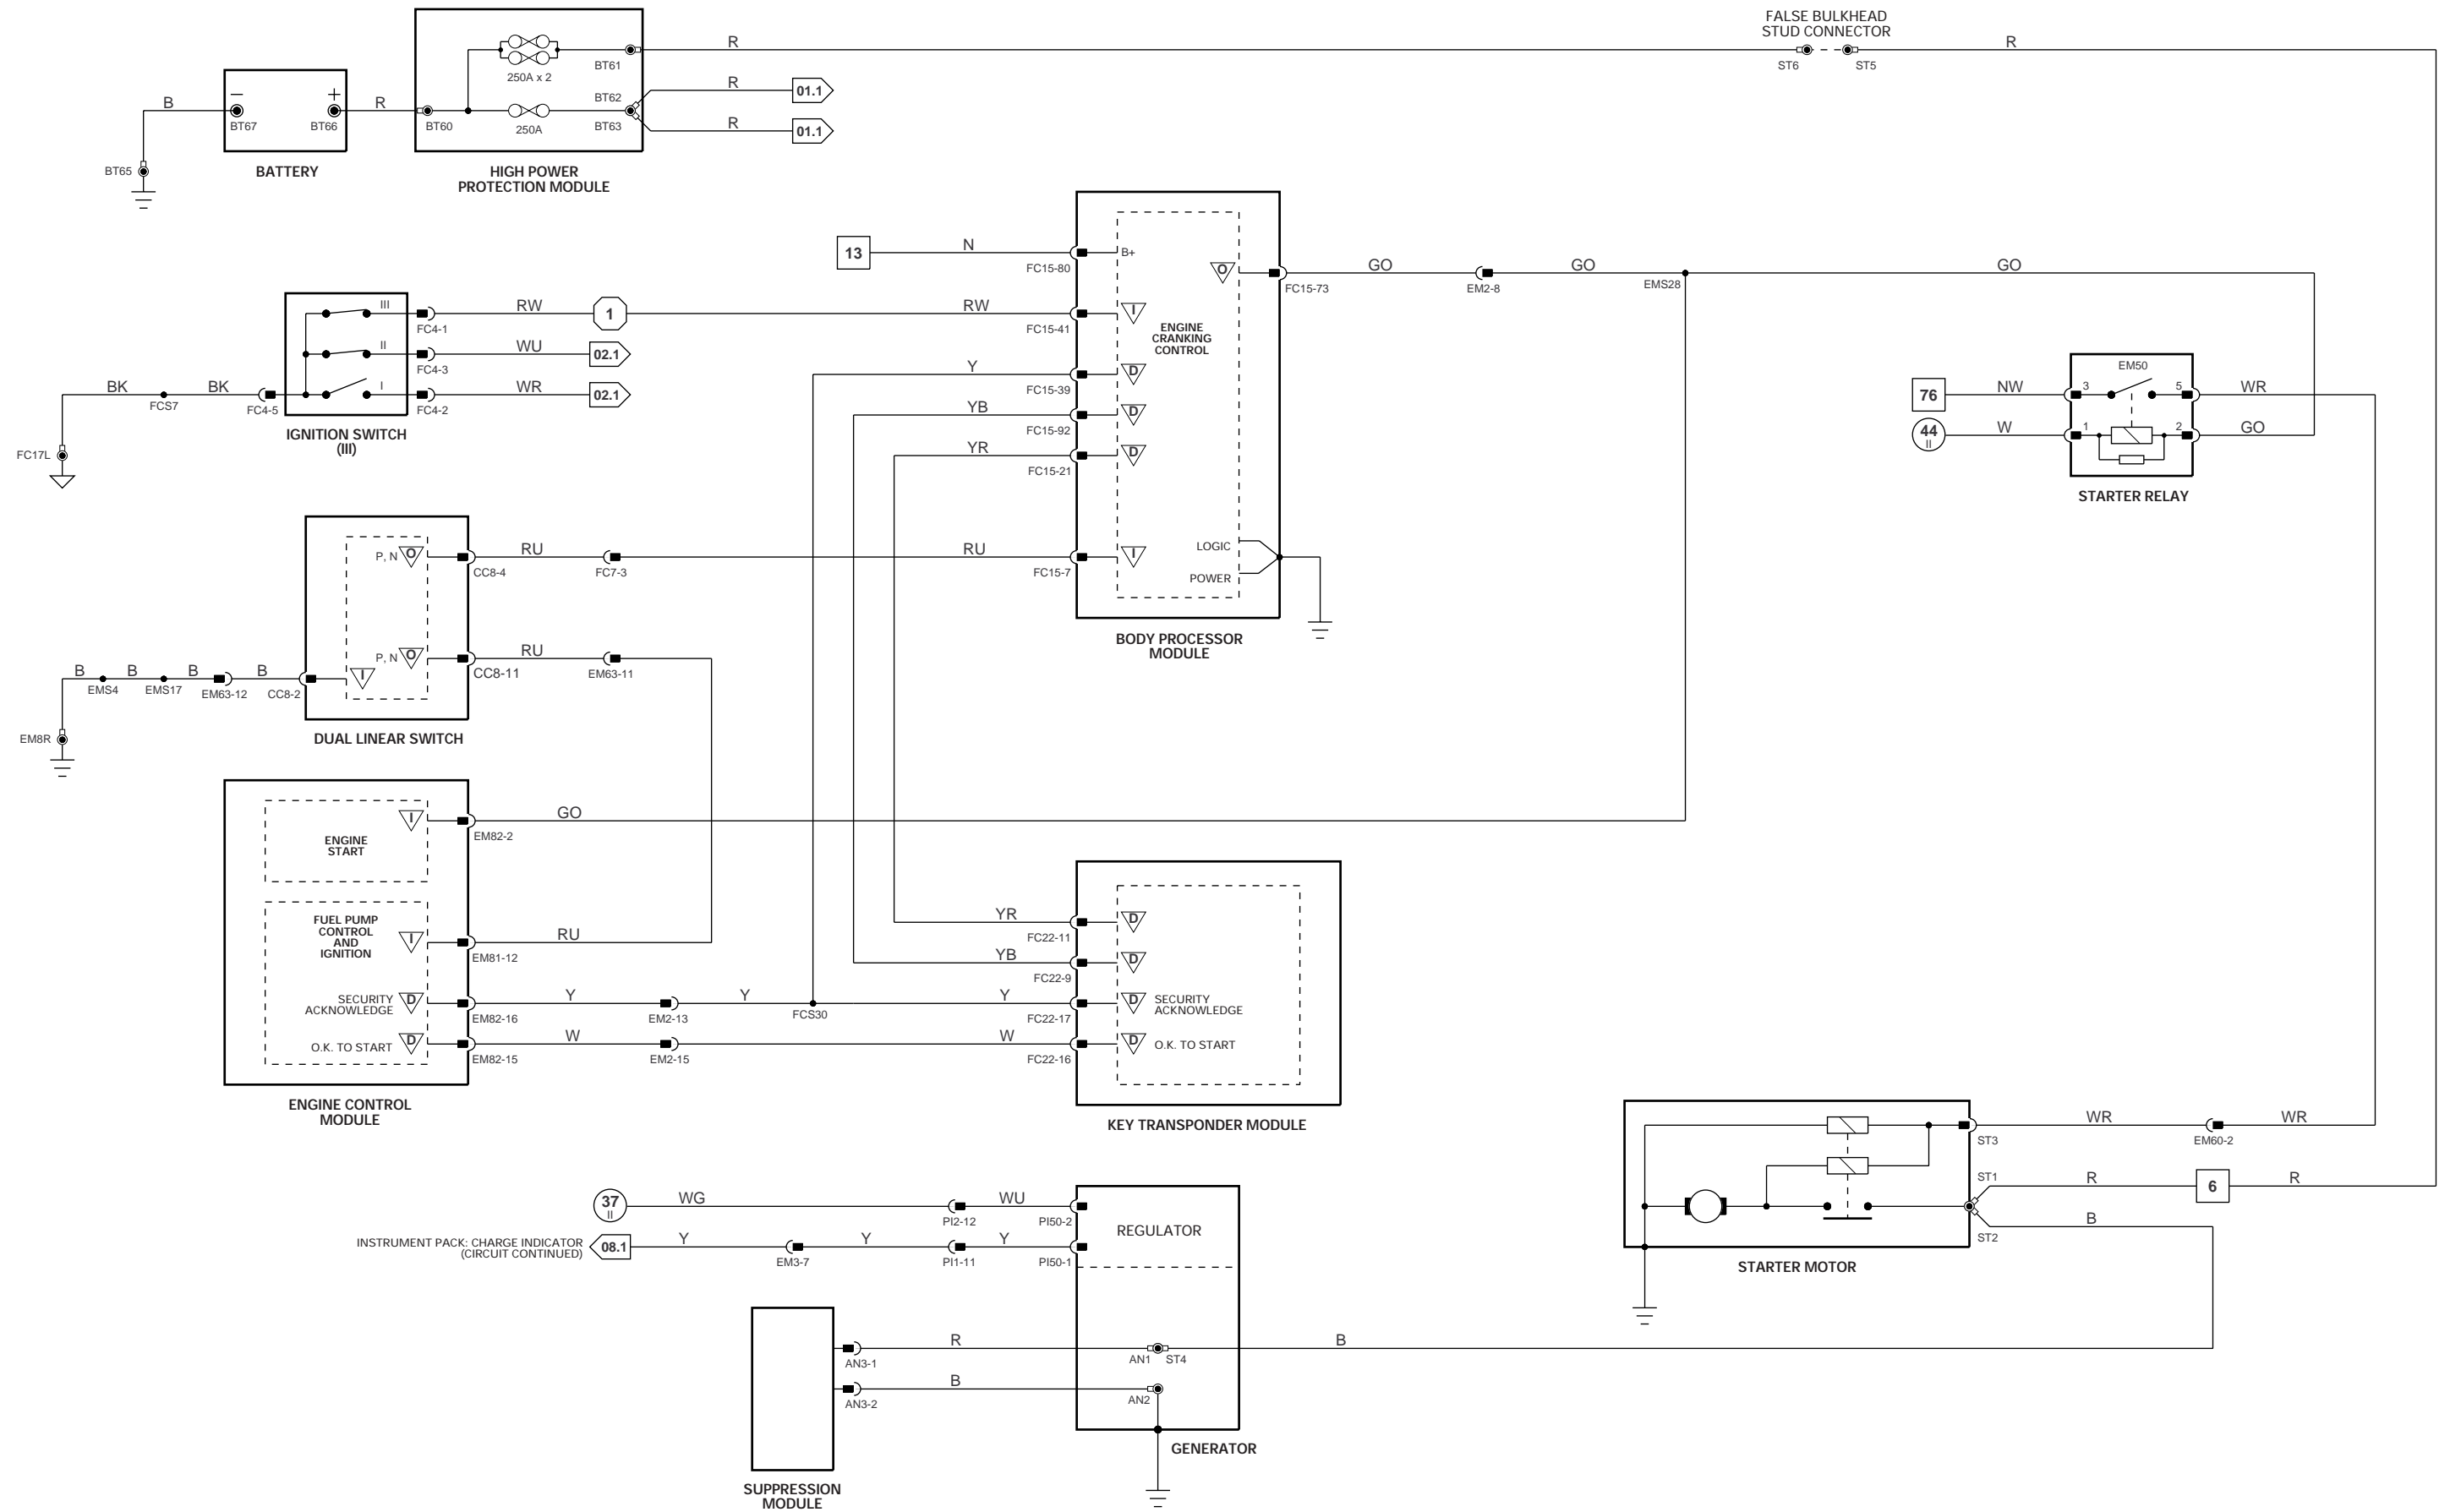 FALSE BULKHEAD
STUD CONNECTOR
R
R
BT61
ST6
ST5
250A x 2
B
–
+
R
BT62
R
01.1
BT67
BT66
BT60
250A
BT63
R
01.1
BT65
BATTERY
HIGH POWER
PROTECTION MODULE
13
N
B+
FC15-80
O
GO
GO
GO
FC15-73
EM2-8
EMS28
III
RW
1
RW
I
FC4-1
FC15-41
ENGINE
CRANKING
CONTROL
II
WU
02.1
FC4-3
Y
D
FC15-39
BK
BK
I
WR
02.1
FCS7
FC4-5
FC4-2
YB
D
FC15-92
IGNITION SWITCH
(III)
FC17L
YR
D
FC15-21
EM50
76
NW
3
5
WR
44
II
W
1
2
GO
STARTER RELAY
P, N
O
RU
RU
I
CC8-4
FC7-3
FC15-7
LOGIC
POWER
BODY PROCESSOR
MODULE
P, N
O
RU
CC8-11
EM63-11
B
B
B
B
I
EMS4
EMS17
EM63-12
CC8-2
EM8R
DUAL LINEAR SWITCH
I
GO
EM82-2
ENGINE
START
FUEL PUMP
CONTROL
AND
IGNITION
I
RU
EM81-12
YR
D
FC22-11
YB
D
FC22-9
SECURITY
ACKNOWLEDGE
D
Y
Y
Y
D
SECURITY
ACKNOWLEDGE
EM82-16
EM2-13
FCS30
FC22-17
O.K. TO START
D
W
W
D
O.K. TO START
EM82-15
EM2-15
FC22-16
ENGINE CONTROL
MODULE
KEY TRANSPONDER MODULE
WR
WR
ST3
EM60-2
ST1
R
6
R
B
ST2
STARTER MOTOR
37
II
WG
WU
PI2-12
PI50-2
REGULATOR
INSTRUMENT PACK: CHARGE INDICATOR
(CIRCUIT CONTINUED)
08.1
Y
Y
Y
EM3-7
PI1-11
PI50-1
R
B
AN3-1
AN1
ST4
B
AN3-2
AN2
GENERATOR
SUPPRESSION
MODULE